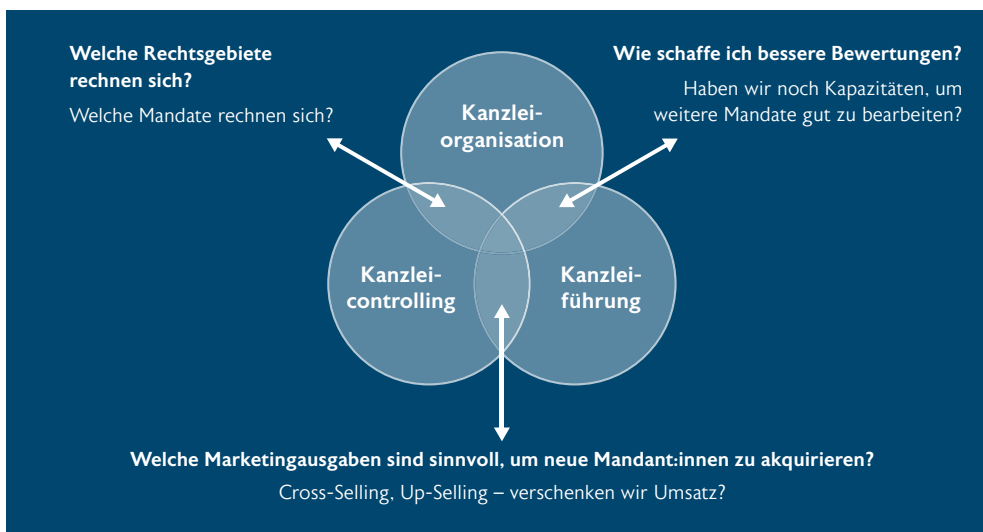 Welche Rechtsgebiete
rechnen sich?
Welche Mandate rechnen sich?
Wie schaffe ich bessere Bewertungen?
Haben wir noch Kapazitäten, um
weitere Mandate gut zu bearbeiten?
Kanzlei-
organisation
Kanzlei-
controlling
Kanzlei-
führung
Welche Marketingausgaben sind sinnvoll, um neue Mandant:innen zu akquirieren?
Cross-Selling, Up-Selling – verschenken wir Umsatz?